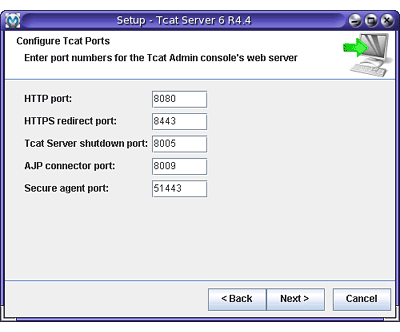 Setup - Tcat Server 6 R4.4
Configure Tcat Ports
Enter port numbers for the Tcat Admin console's web server
HTTP port: 8080
HTTPS redirect port: 8443
Tcat Server shutdown port: 8005
AJP connector port: 8009
Secure agent port: 51443
< Back Next > Cancel